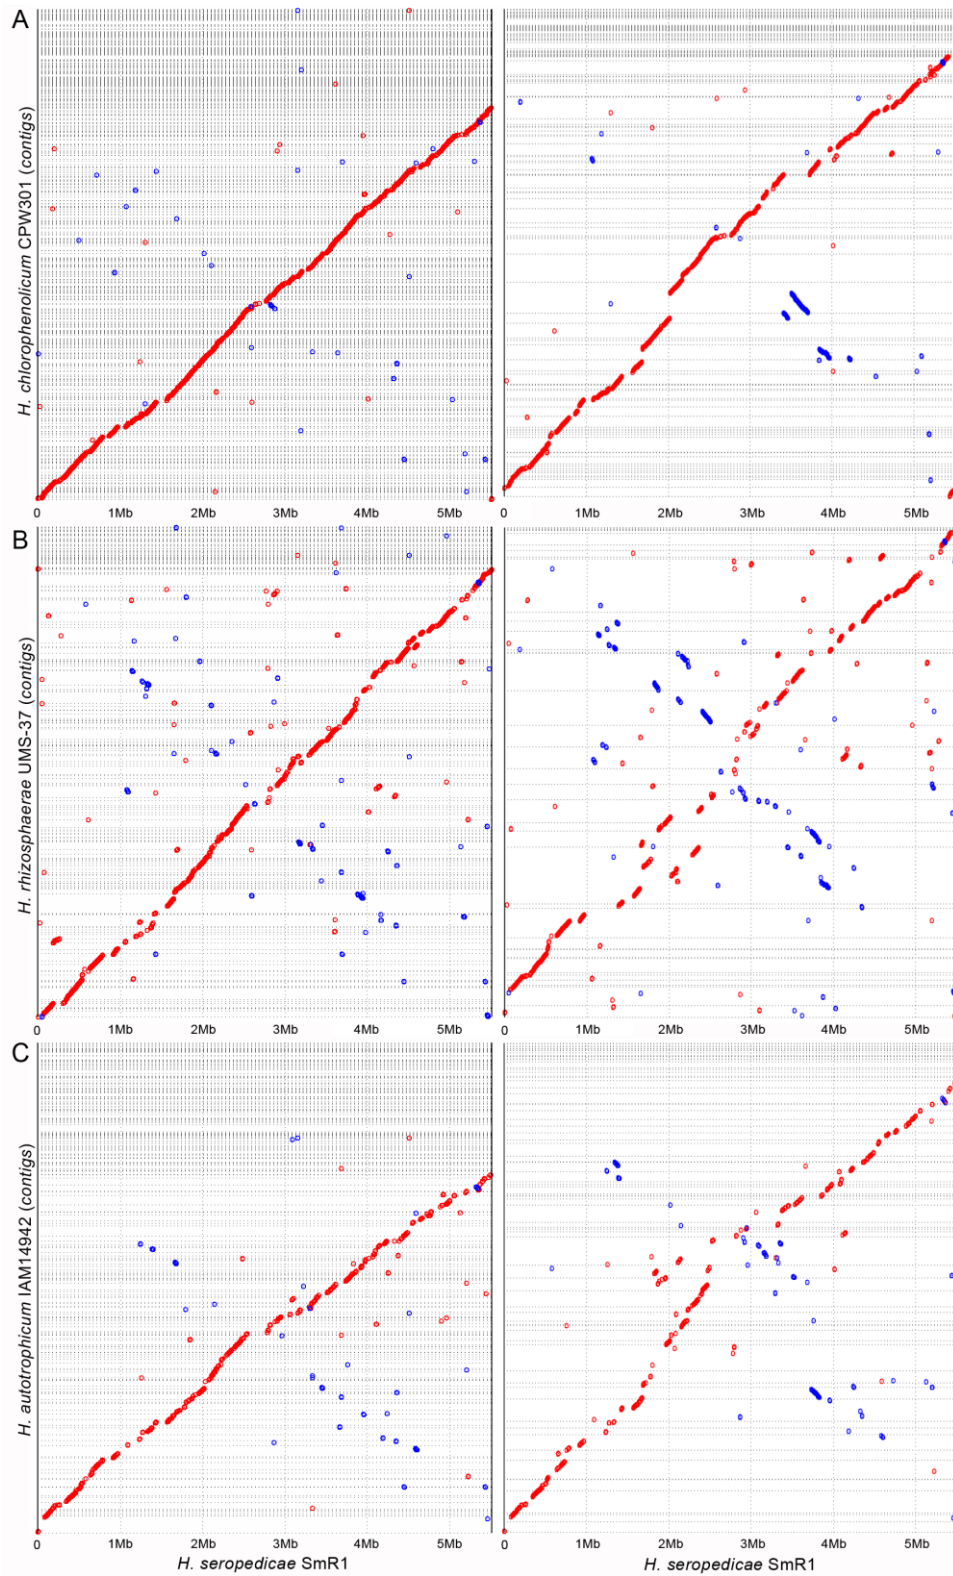 A
H. chlorophenolicum CPW301 (contigs)
0 1Mb 2Mb 3Mb 4Mb 5Mb
0 1Mb 2Mb 3Mb 4Mb 5Mb
B
H. rhizosphaerae UMS-37 (contigs)
0 1Mb 2Mb 3Mb 4Mb 5Mb
0 1Mb 2Mb 3Mb 4Mb 5Mb
C
H. autotrophicum IAM14942 (contigs)
0 1Mb 2Mb 3Mb 4Mb 5Mb
0 1Mb 2Mb 3Mb 4Mb 5Mb
H. seropedicae SmR1
H. seropedicae SmR1